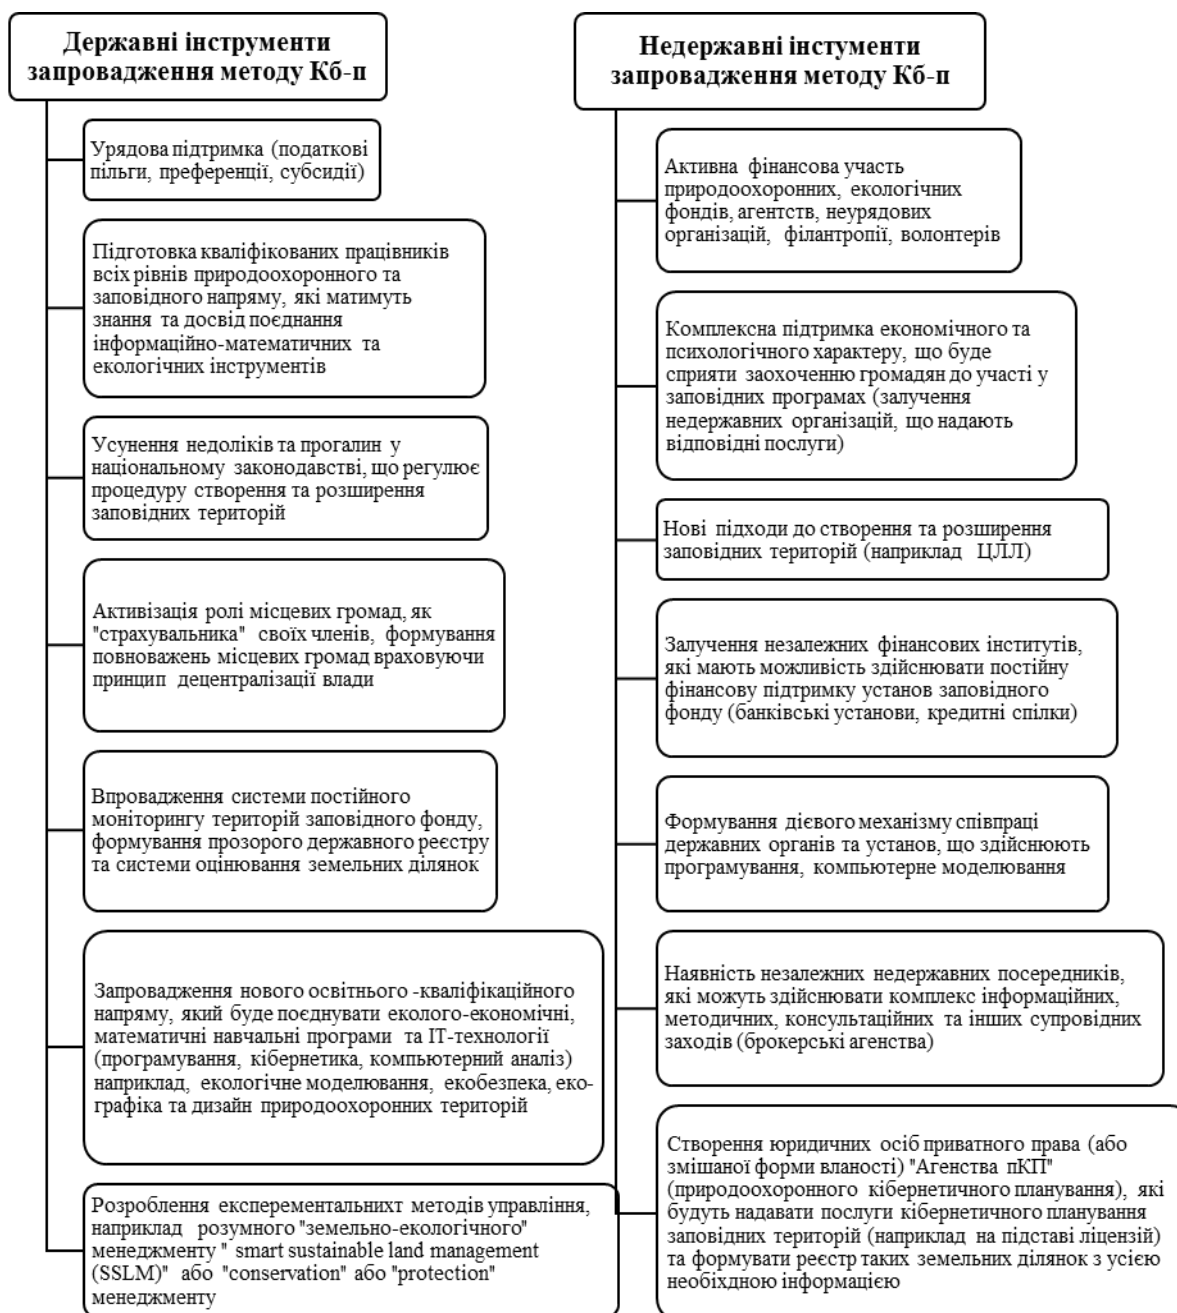 Державні інструменти
запровадження методу Кб-п
Урядова підтримка (податкові
пільги, преференції, субсидії)
Підготовка кваліфікованих працівників
всіх рівнів природоохоронного та
заповідного напряму, які матимуть
знання та досвід поєднання
інформаційно-математичних та
екологічних інструментів
Усунення недоліків та прогалин у
національному законодавстві, що регулює
процедуру створення та розширення
заповідних територій
Активізація ролі місцевих громад, як
"страхувальника" своїх членів, формування
повноважень місцевих громад враховуючи
принцип децентралізації влади
Впровадження системи постійного
моніторингу територій заповідного фонду,
формування прозорого державного реєстру
та системи оцінювання земельних ділянок
Запровадження нового освітнього -кваліфікаційного
напряму, який буде поєднувати еколого-економічні,
математичні навчальні програми та ІТ-технології
(програмування, кібернетика, компьютерний аналіз)
наприклад, екологічне моделювання, екобезпека, еко-
графіка та дизайн природоохоронних територій
Розроблення експерементальнихт методів управління,
наприклад розумного "земельно-екологічного"
менеджменту " smart sustainable land management
(SSLM)" або "conservation" або "protection"
менеджменту
Недержавні інстументи
запровадження методу Кб-п
Активна фінансова участь
природоохоронних, екологічних
фондів, агентств, неурядових
організацій, філантропії, волонтерів
Комплексна підтримка економічного та
психологічного характеру, що буде
сприяти заохоченню громадян до участі у
заповідних програмах (залучення
недержавних організацій, що надають
відповідні послуги)
Нові підходи до створення та розширення
заповідних територій (наприклад ЦЛЛ)
Залучення незалежних фінансових інститутів,
які мають можливість здійснювати постійну
фінансову підтримку установ заповідного
фонду (банківські установи, кредитні спілки)
Формування дієвого механізму співпраці
державних органів та установ, що здійснюють
програмування, компьютерне моделювання
Наявність незалежних недержавних посередників,
які можуть здійснювати комплекс інформаційних,
методичних, консультаційних та інших супровідних
заходів (брокерські агенства)
Створення юридичних осіб приватного права (або
змішаної форми вланості) "Агенства пКП"
(природоохоронного кібернетичного планування), які
будуть надавати послуги кібернетичного планування
заповідних територій (наприклад на підставі ліцензій)
та формувати реєстр таких земельних ділянок з усією
необіхдною інформацією